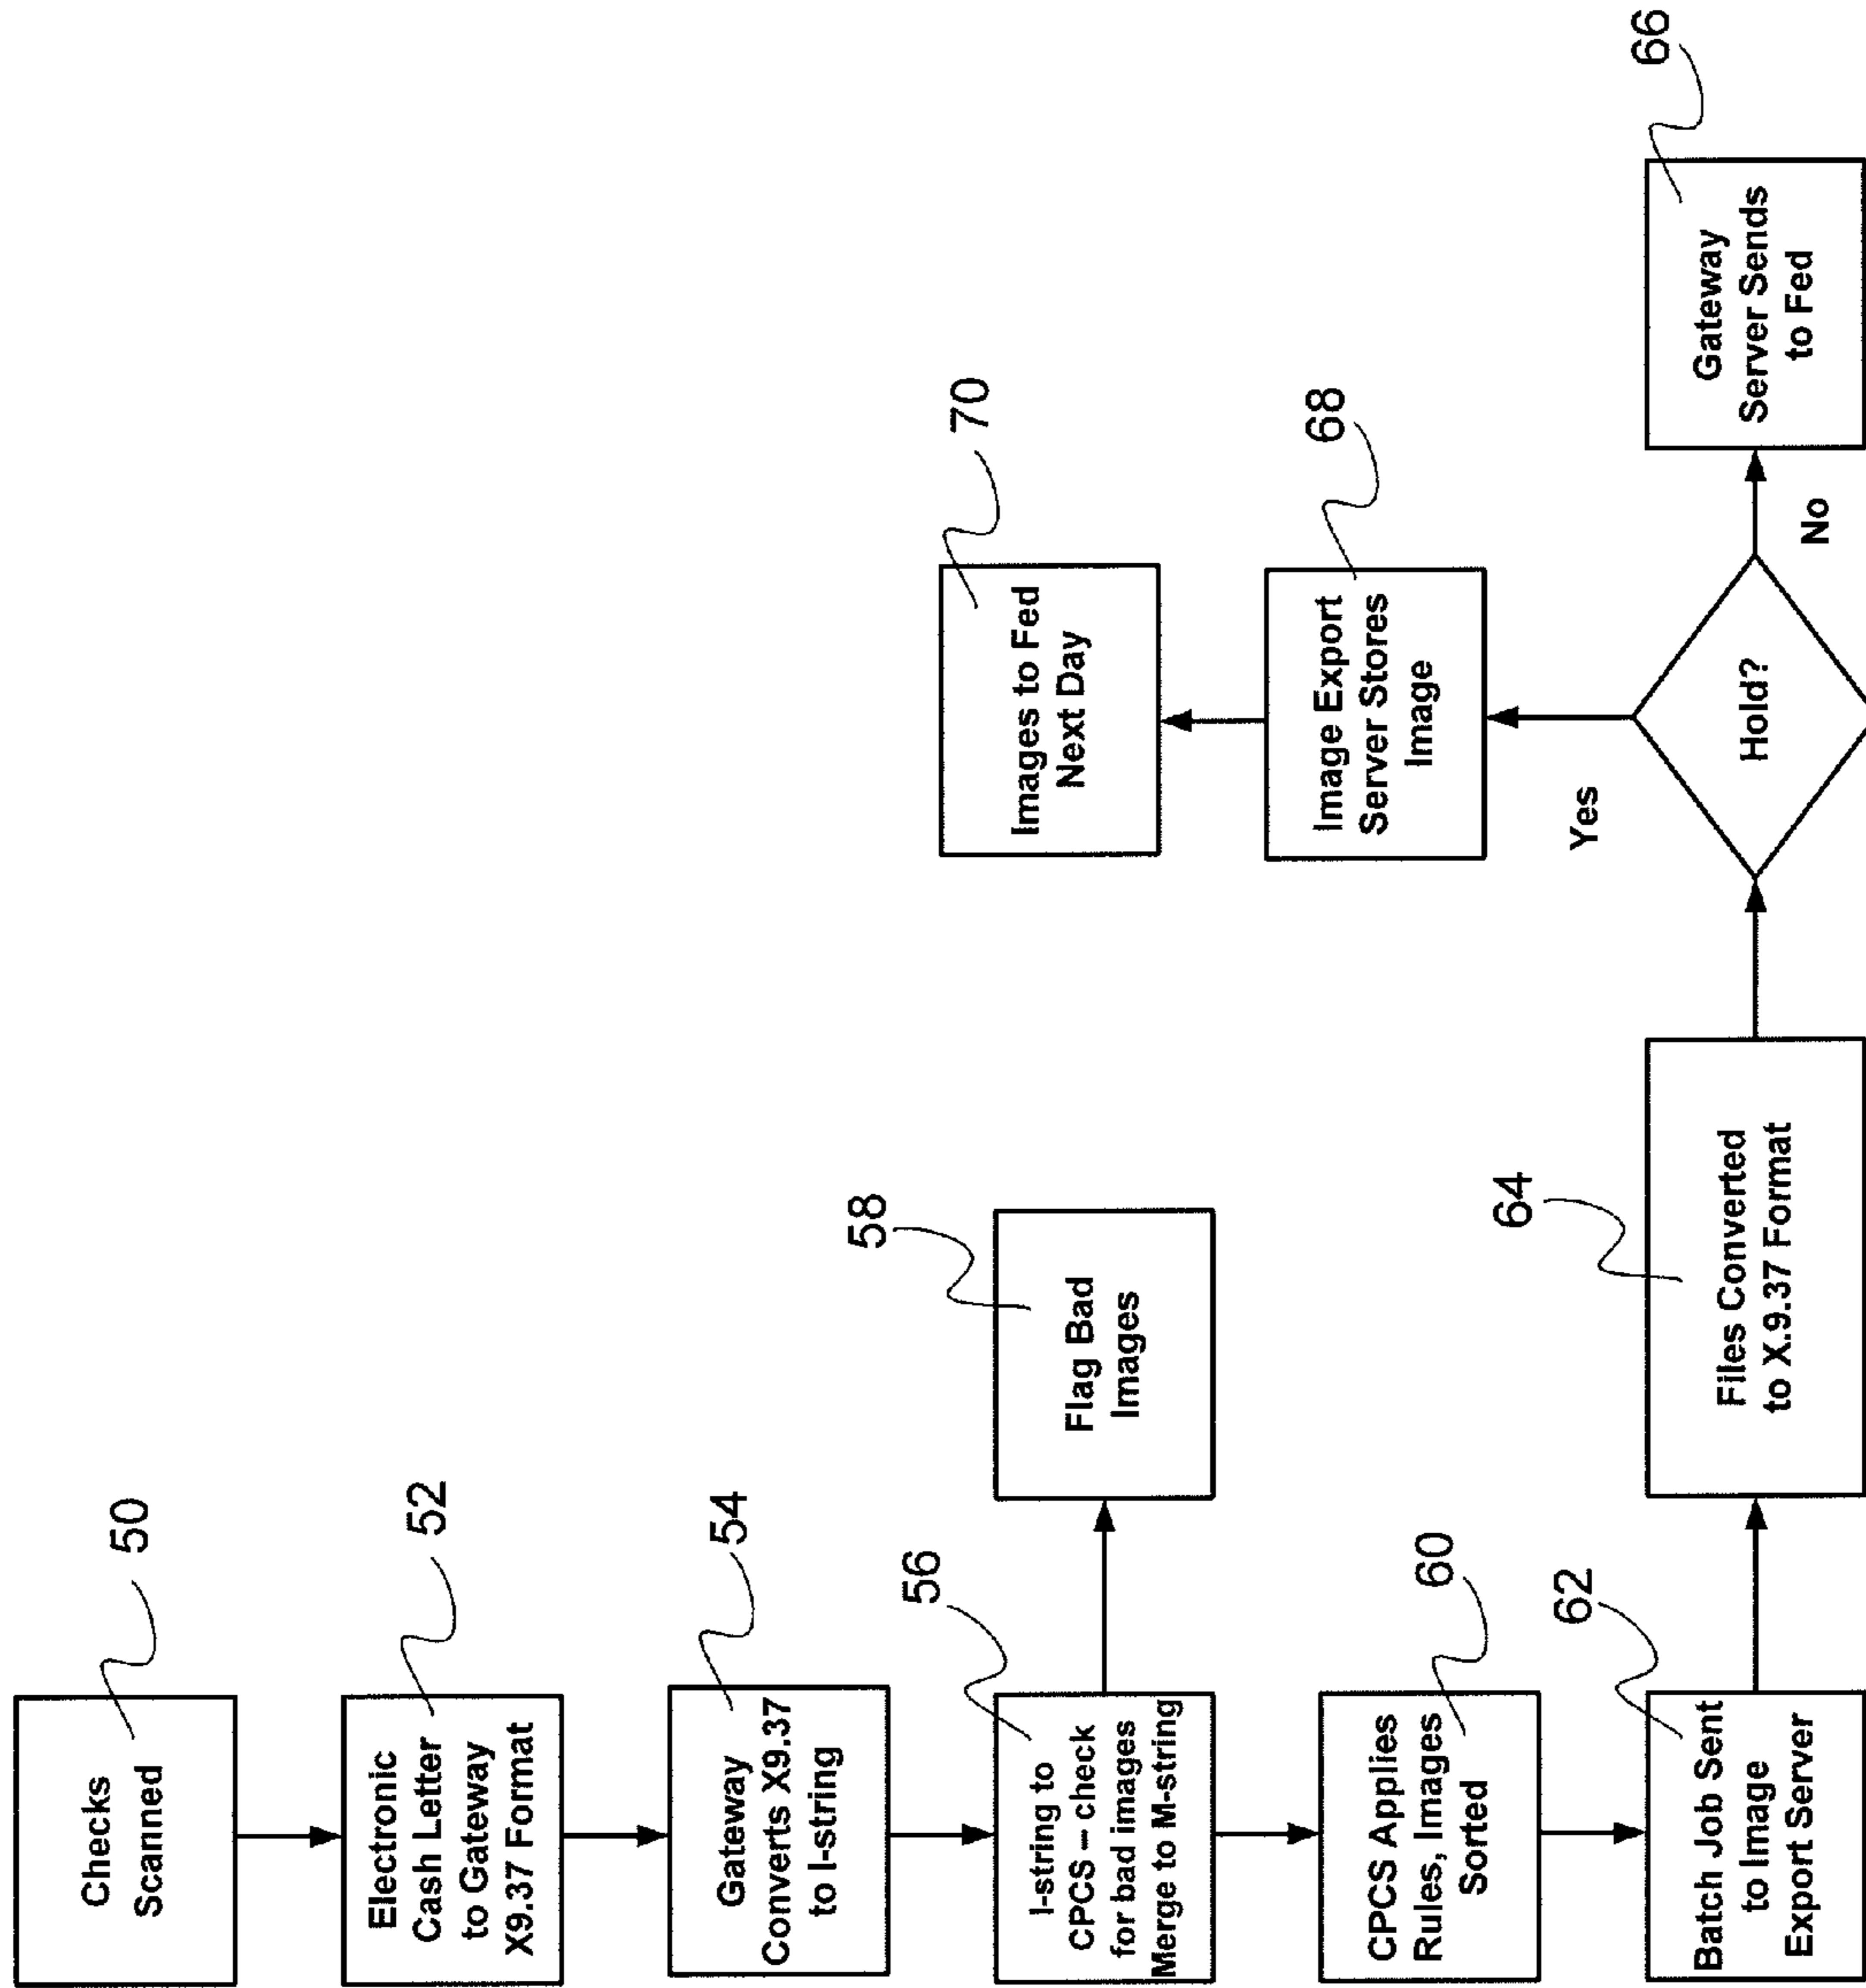 Checks
Scanned
50
Electronic
Cash Letter
to Gateway
X9.37 Format
52
Gateway
Converts X9.37
to I-string
54
I-string to
CPCS – check
for bad images
Merge to M-string
56
Flag Bad
Images
58
CPCS Applies
Rules, Images
Sorted
60
Batch Job Sent
to Image
Export Server
62
Files Converted
to X.9.37 Format
64
Hold?
Yes
No
Gateway
Server Sends
to Fed
66
Image Export
Server Stores
Image
68
Images to Fed
Next Day
70